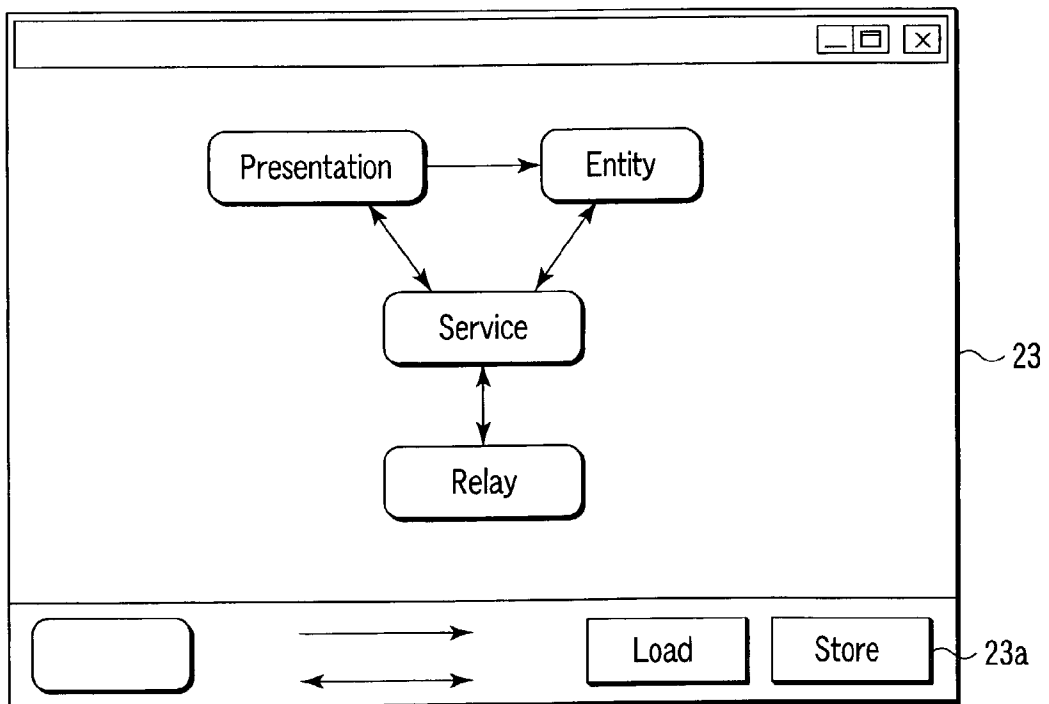 Presentation
Entity
Service
23
Relay
Load
Store
23a